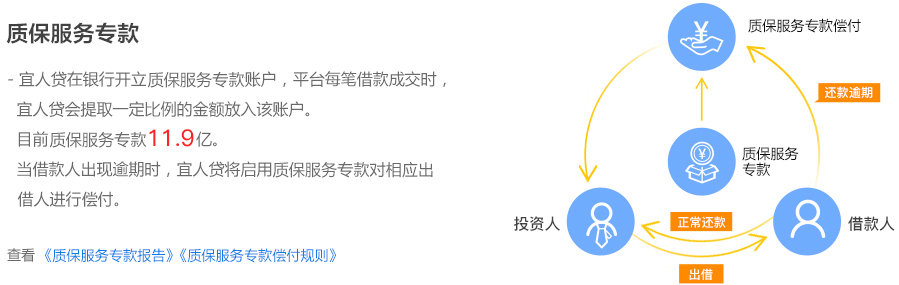 质保服务专款
- 宜人贷在银行开立质保服务专款账户，平台每笔借款成交时，
宜人贷会提取一定比例的金额放入该账户。
目前质保服务专款11.9亿。
当借款人出现逾期时，宜人贷将启用质保服务专款对相应出
借人进行偿付。
查看 《质保服务专款报告》《质保服务专款偿付规则》
¥
质保服务专款偿付
还款逾期
¥
质保服务
专款
投资人
正常还款
借款人
出借